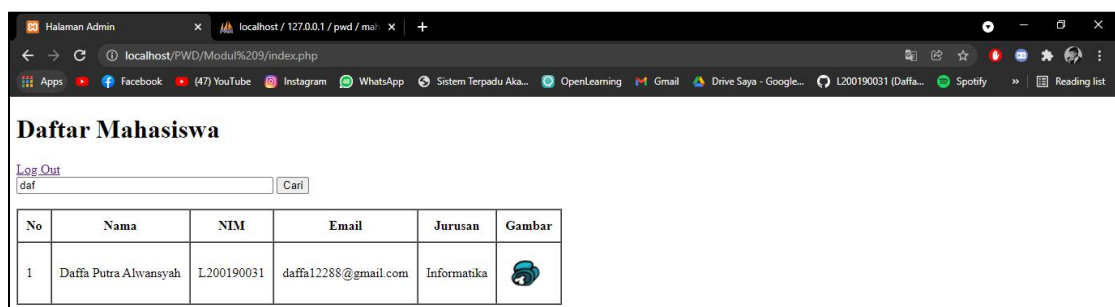 Halaman Admin
localhost / 127.0.0.1 / pwd / mah
localhost/PWD/Modul%209/index.php
Apps Facebook (47) YouTube Instagram WhatsApp Sistem Terpadu Aka... OpenLearning Gmail Drive Saya - Google... L200190031 (Daffa... Spotify » Reading list
Daftar Mahasiswa
Log Out
daf Cari
No Nama NIM Email Jurusan Gambar
1 Daffa Putra Alwansyah L200190031 daffa12288@gmail.com Informatika